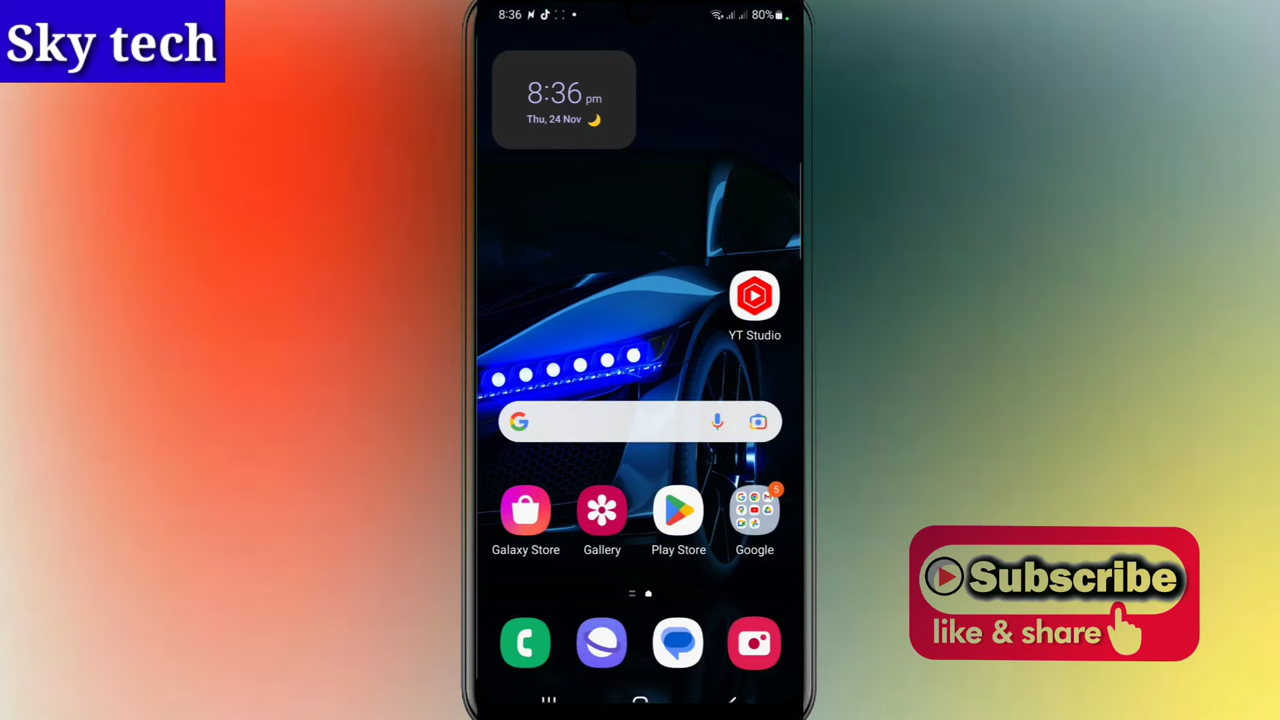 Sky tech
8:36
80%
8:36 pm
Thu, 24 Nov
YT Studio
5
Galaxy Store
Gallery
Play Store
Google
Subscribe
like & share